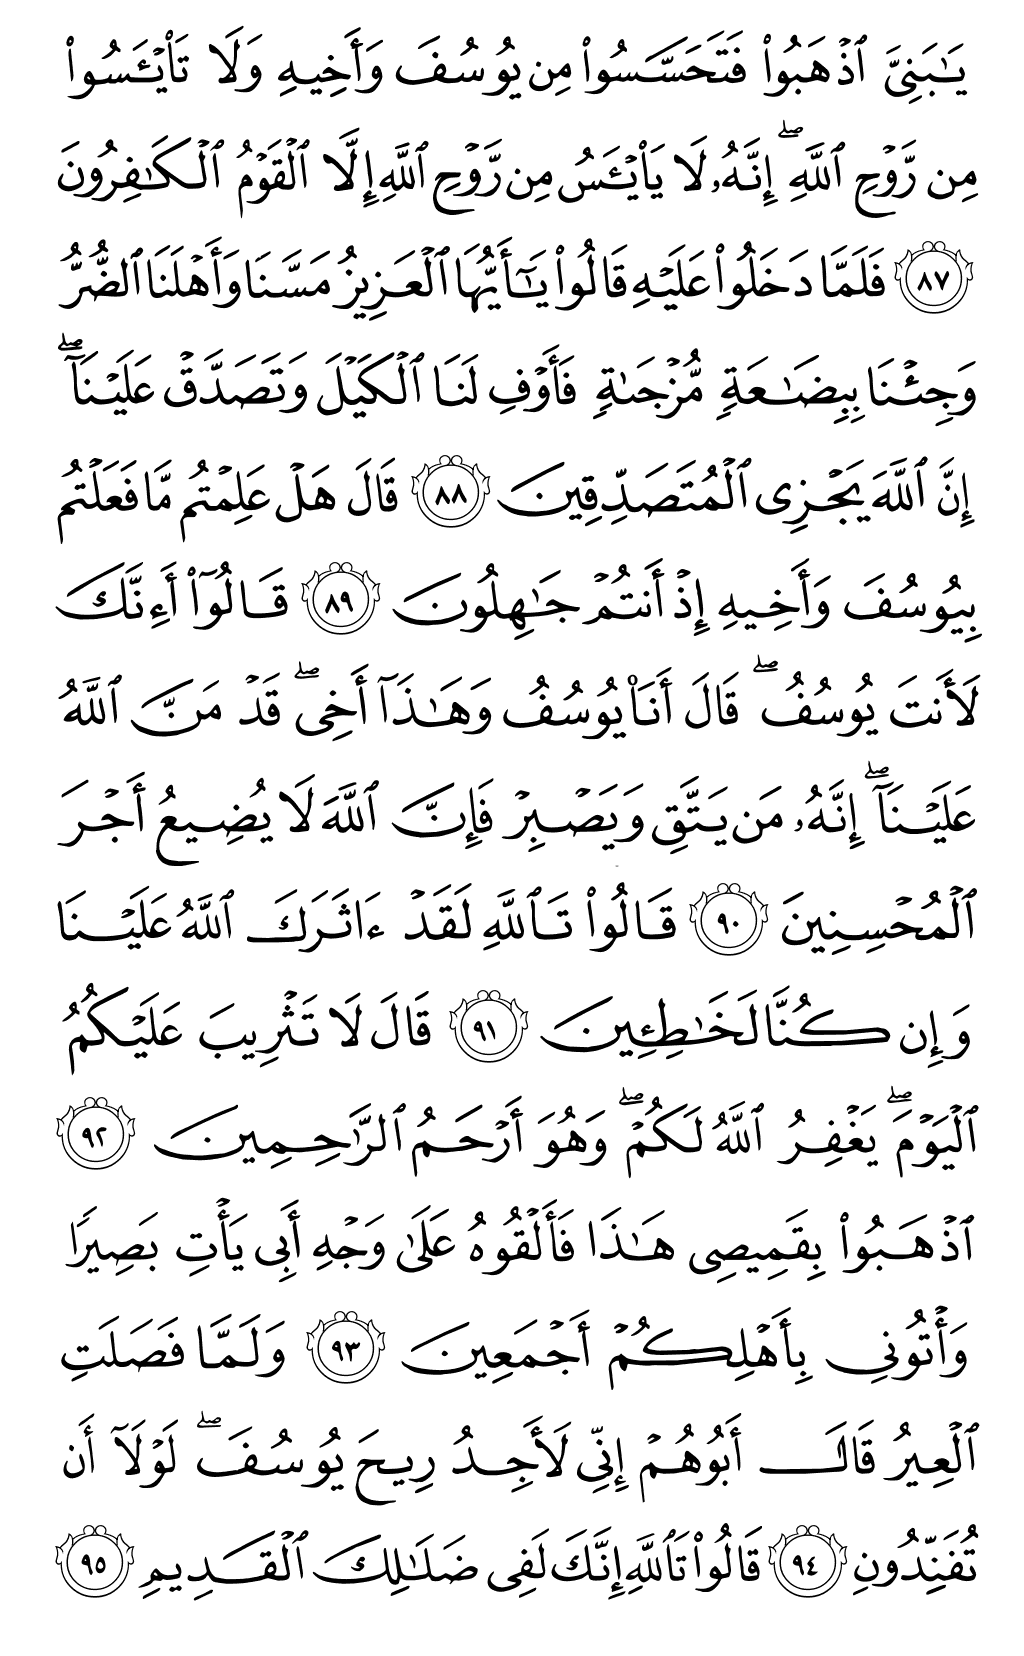 يَٰبَنِىَّ ٱذْهَبُوا۟ فَتَحَسَّسُوا۟ مِن يُوسُفَ وَأَخِيهِ وَلَا تَا۟يْـَٔسُوا۟
مِن رَّوْحِ ٱللَّهِ ۖ إِنَّهُۥ لَا يَا۟يْـَٔسُ مِن رَّوْحِ ٱللَّهِ إِلَّا ٱلْقَوْمُ ٱلْكَٰفِرُونَ
٨٧ فَلَمَّا دَخَلُوا۟ عَلَيْهِ قَالُوا۟ يَٰٓأَيُّهَا ٱلْعَزِيزُ مَسَّنَا وَأَهْلَنَا ٱلضُّرُّ
وَجِئْنَا بِبِضَٰعَةٍ مُّزْجَىٰةٍ فَأَوْفِ لَنَا ٱلْكَيْلَ وَتَصَدَّقْ عَلَيْنَآ ۖ
إِنَّ ٱللَّهَ يَجْزِى ٱلْمُتَصَدِّقِينَ ٨٨ قَالَ هَلْ عَلِمْتُم مَّا فَعَلْتُم
بِيُوسُفَ وَأَخِيهِ إِذْ أَنتُمْ جَٰهِلُونَ ٨٩ قَالُوٓا۟ أَءِنَّكَ
لَأَنتَ يُوسُفُ ۖ قَالَ أَنَا۠ يُوسُفُ وَهَٰذَآ أَخِى ۖ قَدْ مَنَّ ٱللَّهُ
عَلَيْنَآ ۖ إِنَّهُۥ مَن يَتَّقِ وَيَصْبِرْ فَإِنَّ ٱللَّهَ لَا يُضِيعُ أَجْرَ
ٱلْمُحْسِنِينَ ٩٠ قَالُوا۟ تَٱللَّهِ لَقَدْ ءَاثَرَكَ ٱللَّهُ عَلَيْنَا
وَإِن كُنَّا لَخَٰطِـِٔينَ ٩١ قَالَ لَا تَثْرِيبَ عَلَيْكُمُ
ٱلْيَوْمَ ۖ يَغْفِرُ ٱللَّهُ لَكُمْ ۖ وَهُوَ أَرْحَمُ ٱلرَّٰحِمِينَ ٩٢
ٱذْهَبُوا۟ بِقَمِيصِى هَٰذَا فَأَلْقُوهُ عَلَىٰ وَجْهِ أَبِى يَأْتِ بَصِيرًا
وَأْتُونِى بِأَهْلِكُمْ أَجْمَعِينَ ٩٣ وَلَمَّا فَصَلَتِ
ٱلْعِيرُ قَالَ أَبُوهُمْ إِنِّى لَأَجِدُ رِيحَ يُوسُفَ ۖ لَوْلَآ أَن
تُفَنِّدُونِ ٩٤ قَالُوا۟ تَٱللَّهِ إِنَّكَ لَفِى ضَلَٰلِكَ ٱلْقَدِيمِ ٩٥